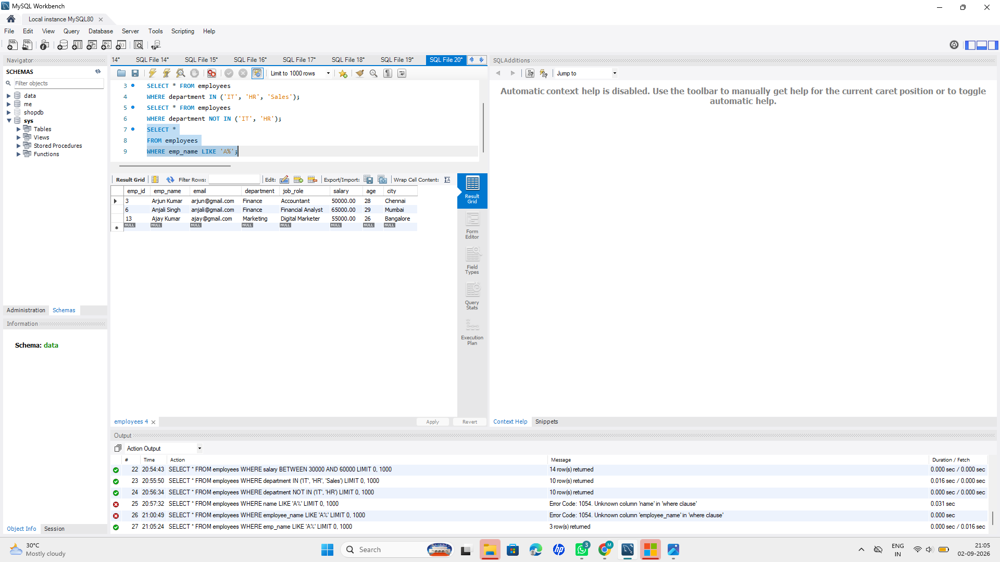 MySQL Workbench
Local instance MySQL80
File Edit View Query Database Server Tools Scripting Help
Navigator
SCHEMAS
Filter objects
data
me
shopdb
sys
Tables
Views
Stored Procedures
Functions
Administration Schemas
Information
Schema: data
Object Info Session
14* SQL File 14* SQL File 15* SQL File 16* SQL File 17* SQL File 18* SQL File 19* SQL File 20*
Limit to 1000 rows
3 SELECT * FROM employees
4 WHERE department IN ('IT', 'HR', 'Sales');
5 SELECT * FROM employees
6 WHERE department NOT IN ('IT', 'HR');
7 SELECT *
8 FROM employees
9 WHERE emp_name LIKE 'A%';
Result Grid Filter Rows: Edit: Export/Import: Wrap Cell Content:
emp_id emp_name email department job_role salary age city
3 Arjun Kumar arjun@gmail.com Finance Accountant 50000.00 28 Chennai
6 Anjali Singh anjali@gmail.com Finance Financial Analyst 65000.00 29 Mumbai
13 Ajay Kumar ajay@gmail.com Marketing Digital Marketer 55000.00 26 Bangalore
NULL NULL NULL NULL NULL NULL NULL NULL
Result
Grid
Form
Editor
Field
Types
Query
Stats
Execution
Plan
employees 4 Apply Revert
SQLAdditions
Jump to
Automatic context help is disabled. Use the toolbar to manually get help for the current caret position or to toggle
automatic help.
Context Help Snippets
Output
Action Output
# Time Action Message Duration / Fetch
22 20:54:43 SELECT * FROM employees WHERE salary BETWEEN 30000 AND 60000 LIMIT 0, 1000 14 row(s) returned 0.000 sec / 0.000 sec
23 20:55:50 SELECT * FROM employees WHERE department IN ('IT', 'HR', 'Sales') LIMIT 0, 1000 10 row(s) returned 0.016 sec / 0.000 sec
24 20:56:34 SELECT * FROM employees WHERE department NOT IN ('IT', 'HR') LIMIT 0, 1000 10 row(s) returned 0.000 sec / 0.000 sec
25 20:57:32 SELECT * FROM employees WHERE name LIKE 'A%' LIMIT 0, 1000 Error Code: 1054. Unknown column 'name' in 'where clause' 0.031 sec
26 21:00:49 SELECT * FROM employees WHERE employee_name LIKE 'A%' LIMIT 0, 1000 Error Code: 1054. Unknown column 'employee_name' in 'where clause' 0.000 sec
27 21:05:24 SELECT * FROM employees WHERE emp_name LIKE 'A%' LIMIT 0, 1000 3 row(s) returned 0.000 sec / 0.016 sec
30°C
Mostly cloudy
Search
hp
3
M
ENG
IN
21:05
02-09-2026